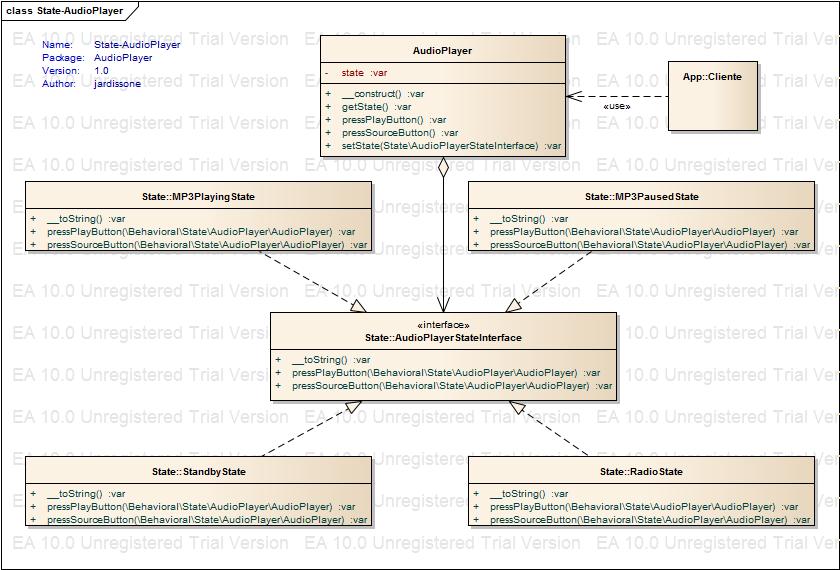 class State-AudioPlayer
Name: State-AudioPlayer
Package: AudioPlayer
Version: 1.0
Author: jardissone
AudioPlayer
- state :var
+ __construct() :var
+ getState() :var
+ pressPlayButton() :var
+ pressSourceButton() :var
+ setState(State\AudioPlayerStateInterface) :var
App::Cliente
«use»
State::MP3PlayingState
+ __toString() :var
+ pressPlayButton(\Behavioral\State\AudioPlayer\AudioPlayer) :var
+ pressSourceButton(\Behavioral\State\AudioPlayer\AudioPlayer) :var
State::MP3PausedState
+ __toString() :var
+ pressPlayButton(\Behavioral\State\AudioPlayer\AudioPlayer) :var
+ pressSourceButton(\Behavioral\State\AudioPlayer\AudioPlayer) :var
«interface»
State::AudioPlayerStateInterface
+ __toString() :var
+ pressPlayButton(\Behavioral\State\AudioPlayer\AudioPlayer) :var
+ pressSourceButton(\Behavioral\State\AudioPlayer\AudioPlayer) :var
State::StandbyState
+ __toString() :var
+ pressPlayButton(\Behavioral\State\AudioPlayer\AudioPlayer) :var
+ pressSourceButton(\Behavioral\State\AudioPlayer\AudioPlayer) :var
State::RadioState
+ __toString() :var
+ pressPlayButton(\Behavioral\State\AudioPlayer\AudioPlayer) :var
+ pressSourceButton(\Behavioral\State\AudioPlayer\AudioPlayer) :var
EA 10.0 Unregistered Trial Version